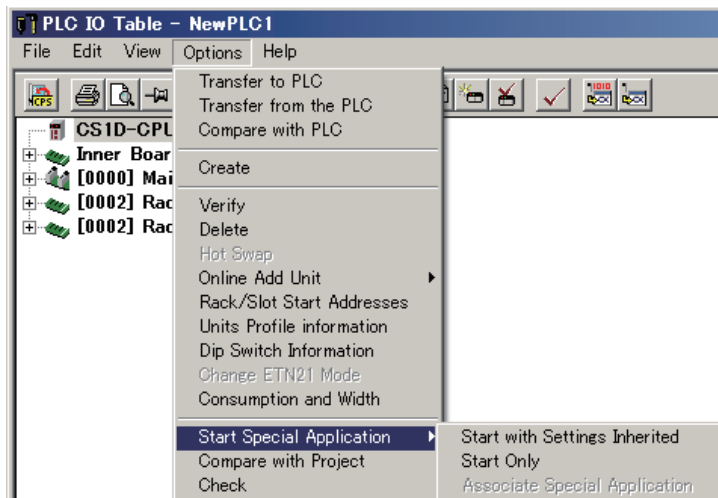 PLC IO Table - NewPLC1
File Edit View Options Help
NCPS
1010
Transfer to PLC
Transfer from the PLC
Compare with PLC
Create
Verify
Delete
Hot Swap
Online Add Unit
Rack/Slot Start Addresses
Units Profile information
Dip Switch Information
Change ETN21 Mode
Consumption and Width
Start Special Application
Compare with Project
Check
Start with Settings Inherited
Start Only
Associate Special Application
CS1D-CPU
Inner Boar
[0000] Mai
[0002] Rac
[0002] Rac